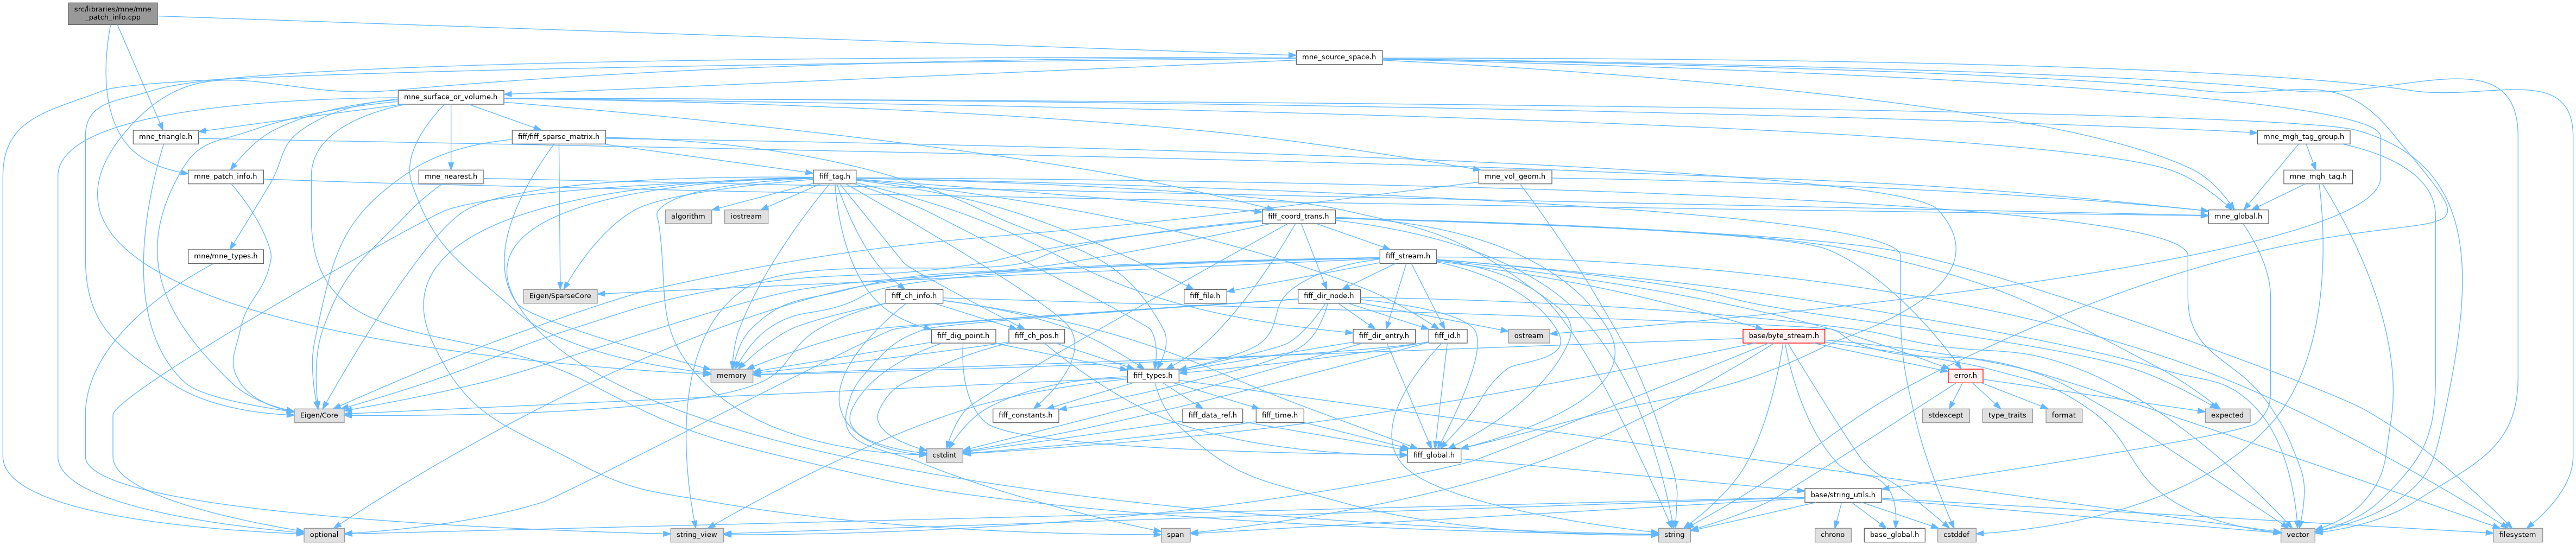 src/libraries/mne/mne
_patch_info.cpp
mne_source_space.h
mne_surface_or_volume.h
mne_triangle.h
fiff/fiff_sparse_matrix.h
mne_mgh_tag_group.h
mne_patch_info.h
mne_nearest.h
fiff_tag.h
mne_vol_geom.h
mne_mgh_tag.h
algorithm
iostream
fiff_coord_trans.h
mne_global.h
mne/mne_types.h
fiff_stream.h
Eigen/SparseCore
fiff_ch_info.h
fiff_file.h
fiff_dir_node.h
fiff_dig_point.h
fiff_ch_pos.h
fiff_dir_entry.h
fiff_id.h
ostream
base/byte_stream.h
memory
fiff_types.h
error.h
Eigen/Core
fiff_constants.h
fiff_data_ref.h
fiff_time.h
stdexcept
type_traits
format
expected
cstdint
fiff_global.h
base/string_utils.h
optional
string_view
span
string
chrono
base_global.h
cstddef
vector
filesystem